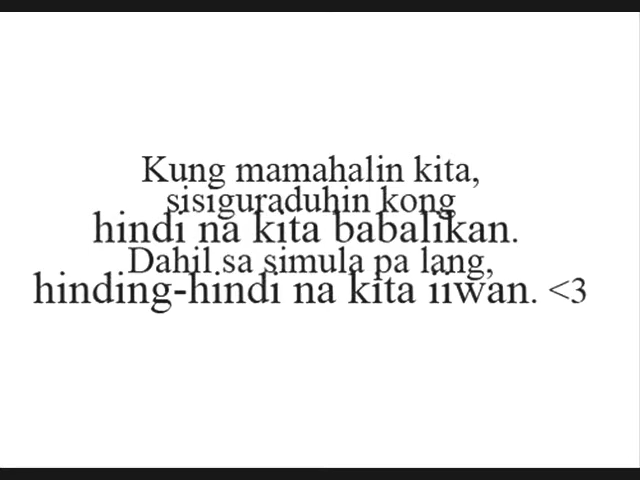 Kung mamahalin kita,
sisiguraduhin kong
hindi na kita babalikan.
Dahil sa simula pa lang,
hinding-hindi na kita iiwan. <3